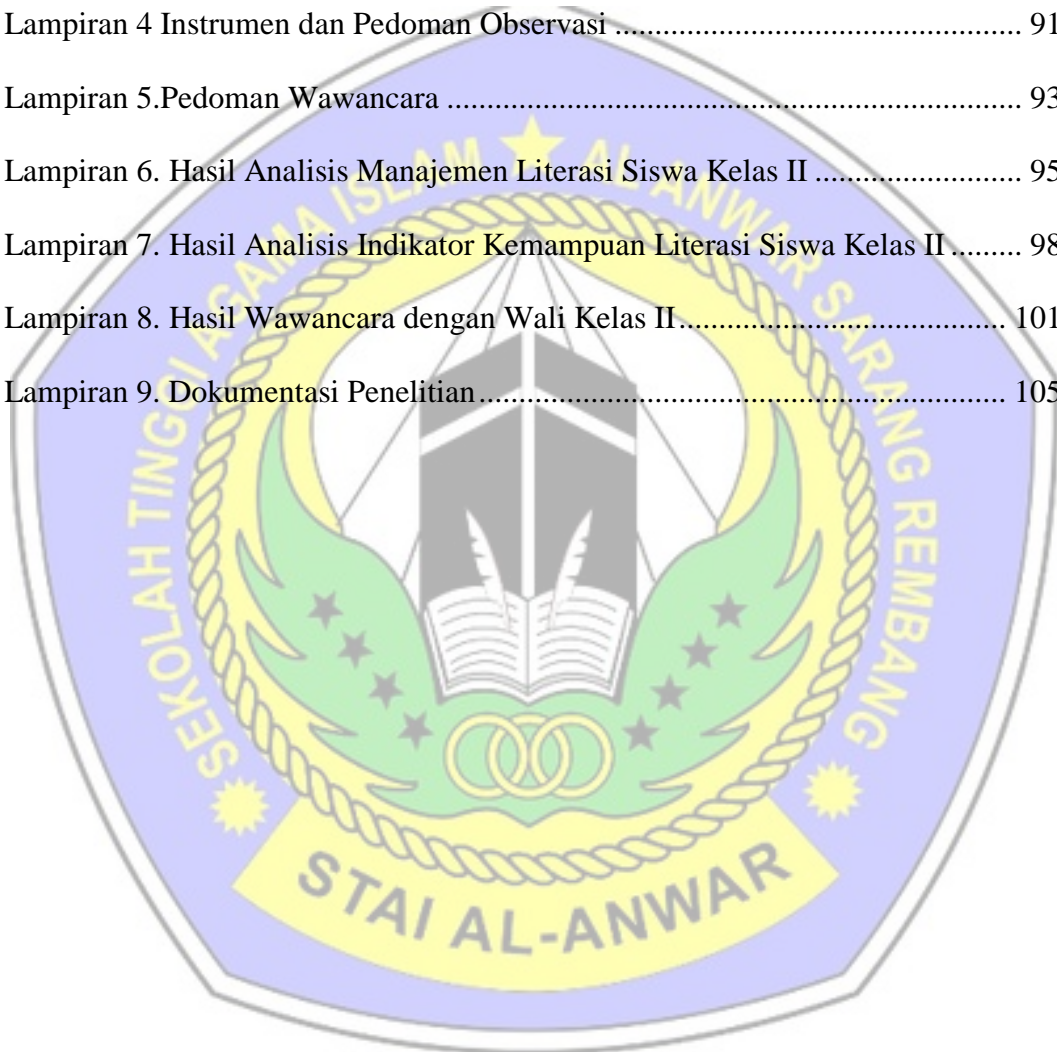 Lampiran 4 Instrumen dan Pedoman Observasi ................................................ 91
Lampiran 5.Pedoman Wawancara .................................................................... 93
Lampiran 6. Hasil Analisis Manajemen Literasi Siswa Kelas II ........................ 95
Lampiran 7. Hasil Analisis Indikator Kemampuan Literasi Siswa Kelas II ......... 98
Lampiran 8. Hasil Wawancara dengan Wali Kelas II ....................................... 101
Lampiran 9. Dokumentasi Penelitian ............................................................... 105
SEKOLAH TINGGI AGAMA ISLAM AL ANWAR SARANG REMBANG
STAI AL-ANWAR